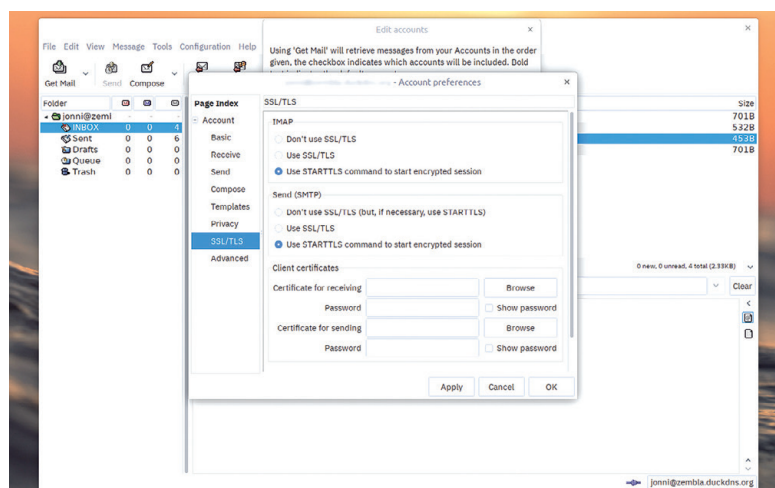 Edit accounts
File Edit View Message Tools Configuration Help
Using 'Get Mail' will retrieve messages from your Accounts in the order
given, the checkbox indicates which accounts will be included. Bold
Get Mail Send Compose
- Account preferences
Folder
Size
jonni@zeml - - -
701B
INBOX 0 0 4
532B
Sent 0 0 6
453B
Drafts 0 0 0
701B
Queue 0 0 0
Trash 0 0 0
Page Index
Account
Basic
Receive
Send
Compose
Templates
Privacy
SSL/TLS
Advanced
SSL/TLS
IMAP
Don't use SSL/TLS
Use SSL/TLS
Use STARTTLS command to start encrypted session
Send (SMTP)
Don't use SSL/TLS (but, if necessary, use STARTTLS)
Use SSL/TLS
Use STARTTLS command to start encrypted session
Client certificates
Certificate for receiving Browse
Password Show password
Certificate for sending Browse
Password Show password
Apply Cancel OK
0 new, 0 unread, 4 total (2.33KB)
Clear
jonni@zembla.duckdns.org